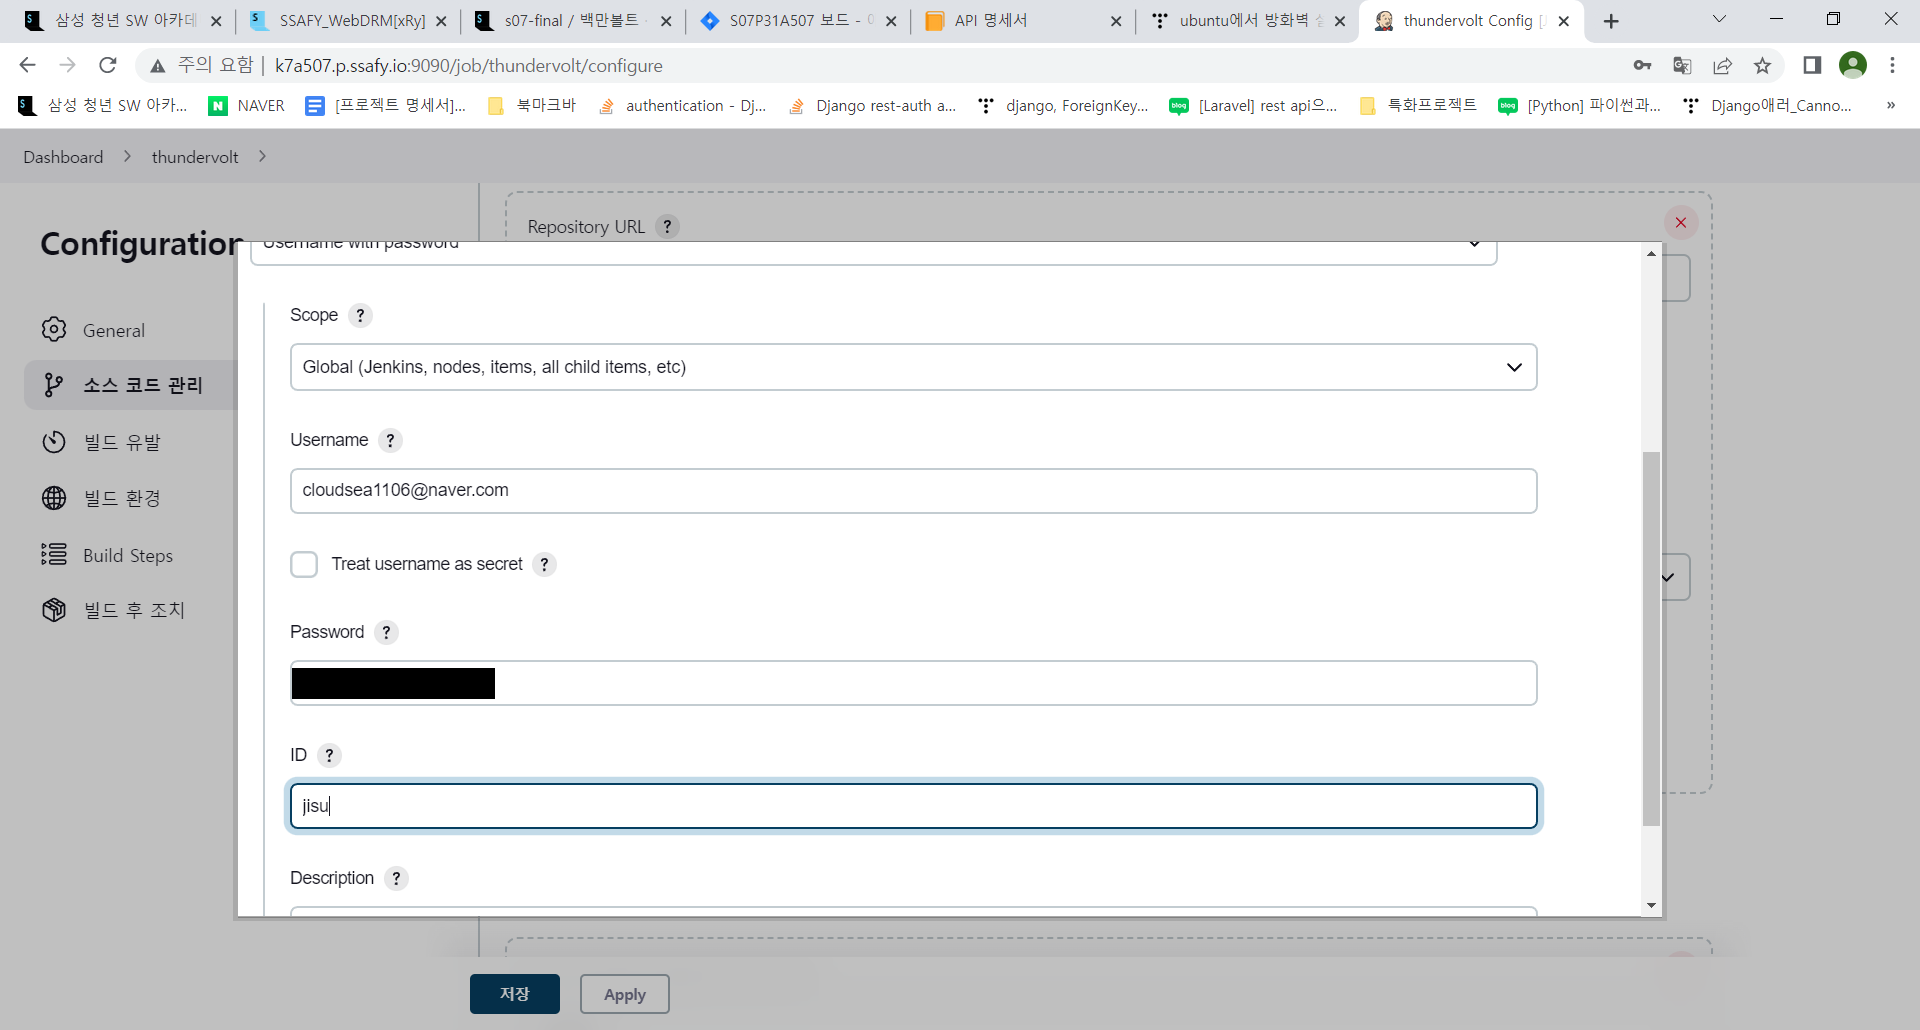 삼성 청년 SW 아카데
SSAFY_WebDRM[xRy]
s07-final / 백만볼트
S07P31A507 보드 -
API 명세서
ubuntu에서 방화벽
thundervolt Config
주의 요함 | k7a507.p.ssafy.io:9090/job/thundervolt/configure
삼성 청년 SW 아카...
NAVER
[프로젝트 명세서]...
북마크바
authentication - Dj...
Django rest-auth a...
django, ForeignKey...
[Laravel] rest api으...
특화프로젝트
[Python] 파이썬과...
Django애러_Canno...
»
Dashboard
thundervolt
Configuration
General
소스 코드 관리
빌드 유발
빌드 환경
Build Steps
빌드 후 조치
Repository URL ?
Username with password
Scope ?
Global (Jenkins, nodes, items, all child items, etc)
Username ?
cloudsea1106@naver.com
Treat username as secret ?
Password ?
ID ?
jisu
Description ?
저장
Apply